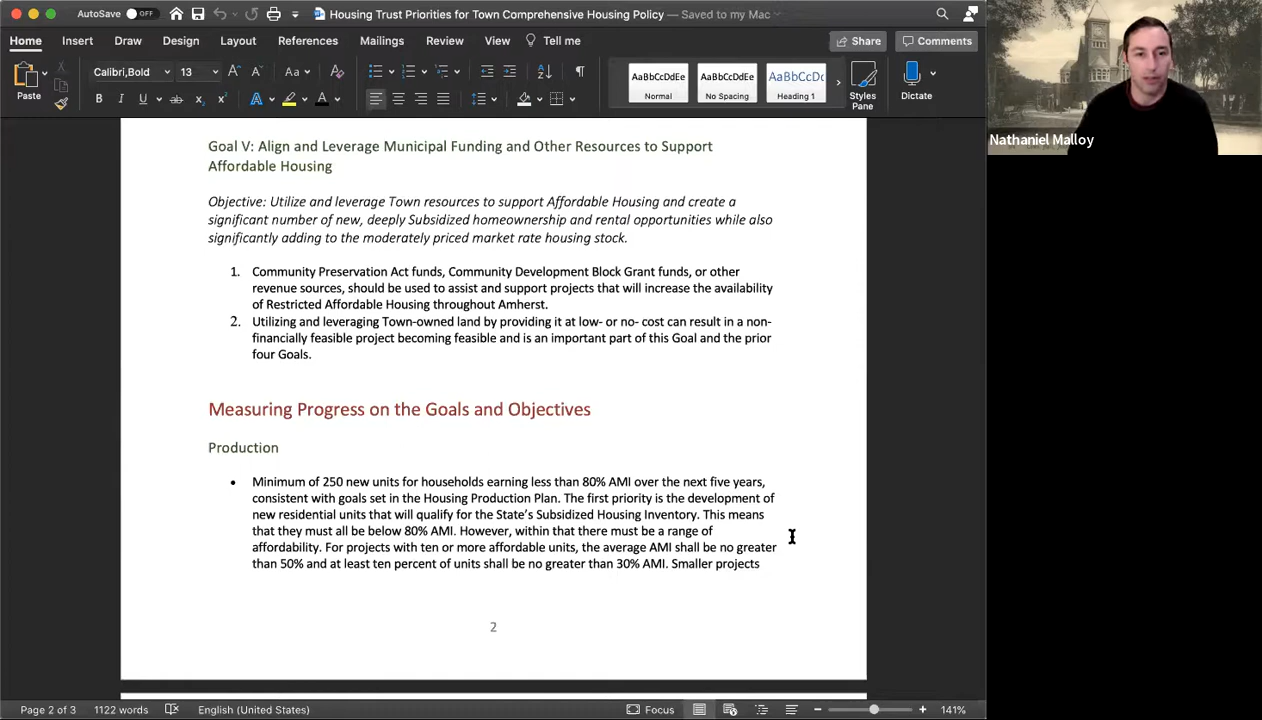 AutoSave OFF
Housing Trust Priorities for Town Comprehensive Housing Policy — Saved to my Mac
Home Insert Draw Design Layout References Mailings Review View Tell me Share Comments
Paste
Calibri,Bold 13
AaBbCcDdEe
Normal
AaBbCcDdEe
No Spacing
AaBbCcDc
Heading 1
Styles
Pane
Dictate
Nathaniel Malloy
Goal V: Align and Leverage Municipal Funding and Other Resources to Support
Affordable Housing
Objective: Utilize and leverage Town resources to support Affordable Housing and create a
significant number of new, deeply Subsidized homeownership and rental opportunities while also
significantly adding to the moderately priced market rate housing stock.
1. Community Preservation Act funds, Community Development Block Grant funds, or other
revenue sources, should be used to assist and support projects that will increase the availability
of Restricted Affordable Housing throughout Amherst.
2. Utilizing and leveraging Town-owned land by providing it at low- or no- cost can result in a non-
financially feasible project becoming feasible and is an important part of this Goal and the prior
four Goals.
Measuring Progress on the Goals and Objectives
Production
• Minimum of 250 new units for households earning less than 80% AMI over the next five years,
consistent with goals set in the Housing Production Plan. The first priority is the development of
new residential units that will qualify for the State's Subsidized Housing Inventory. This means
that they must all be below 80% AMI. However, within that there must be a range of
affordability. For projects with ten or more affordable units, the average AMI shall be no greater
than 50% and at least ten percent of units shall be no greater than 30% AMI. Smaller projects
2
Page 2 of 3 1122 words English (United States) Focus 141%